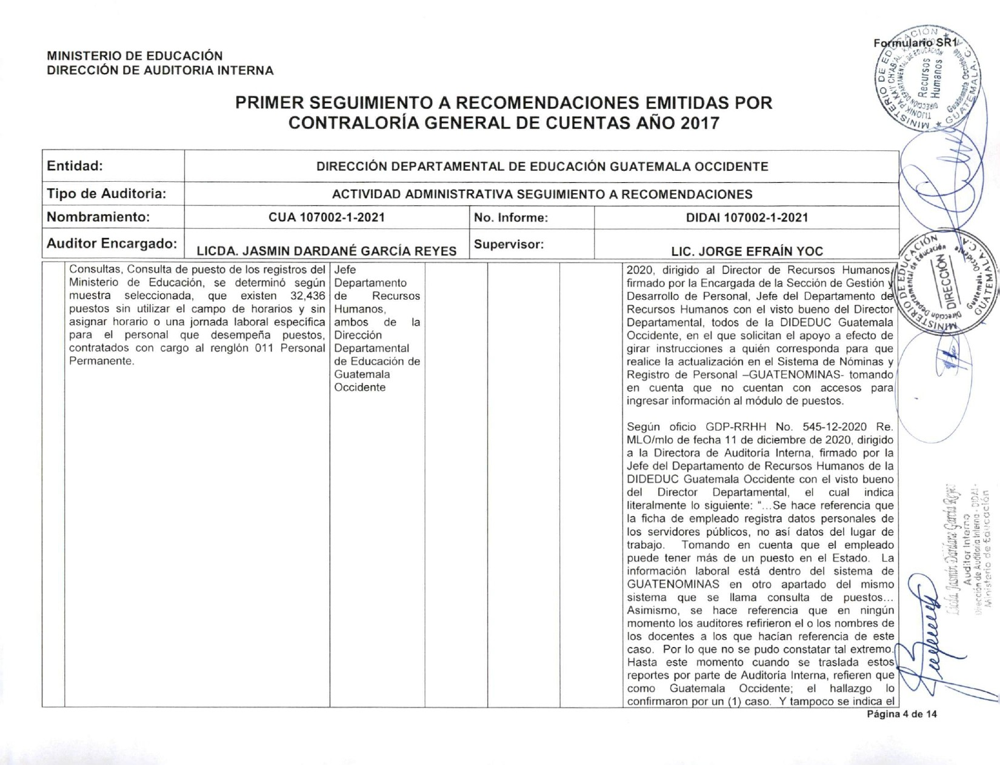 Formulario SR1
MINISTERIO DE EDUCACIÓN
DIRECCIÓN DE AUDITORIA INTERNA
PRIMER SEGUIMIENTO A RECOMENDACIONES EMITIDAS POR
CONTRALORÍA GENERAL DE CUENTAS AÑO 2017
Entidad: DIRECCIÓN DEPARTAMENTAL DE EDUCACIÓN GUATEMALA OCCIDENTE
Tipo de Auditoria: ACTIVIDAD ADMINISTRATIVA SEGUIMIENTO A RECOMENDACIONES
Nombramiento: CUA 107002-1-2021 No. Informe: DIDAI 107002-1-2021
Auditor Encargado: LICDA. JASMIN DARDANÉ GARCÍA REYES Supervisor: LIC. JORGE EFRAÍN YOC
Consultas, Consulta de puesto de los registros del
Ministerio de Educación, se determinó según
muestra seleccionada, que existen 32,436
puestos sin utilizar el campo de horarios y sin
asignar horario o una jornada laboral específica
para el personal que desempeña puestos,
contratados con cargo al renglón 011 Personal
Permanente.
Jefe
Departamento
de Recursos
Humanos,
ambos de la
Dirección
Departamental
de Educación de
Guatemala
Occidente
2020, dirigido al Director de Recursos Humanos,
firmado por la Encargada de la Sección de Gestión y
Desarrollo de Personal, Jefe del Departamento de
Recursos Humanos con el visto bueno del Director
Departamental, todos de la DIDEDUC Guatemala
Occidente, en el que solicitan el apoyo a efecto de
girar instrucciones a quién corresponda para que
realice la actualización en el Sistema de Nóminas y
Registro de Personal –GUATENOMINAS- tomando
en cuenta que no cuentan con accesos para
ingresar información al módulo de puestos.
Según oficio GDP-RRHH No. 545-12-2020 Re.
MLO/mlo de fecha 11 de diciembre de 2020, dirigido
a la Directora de Auditoría Interna, firmado por la
Jefe del Departamento de Recursos Humanos de la
DIDEDUC Guatemala Occidente con el visto bueno
del Director Departamental, el cual indica
literalmente lo siguiente: "...Se hace referencia que
la ficha de empleado registra datos personales de
los servidores públicos, no así datos del lugar de
trabajo. Tomando en cuenta que el empleado
puede tener más de un puesto en el Estado. La
información laboral está dentro del sistema de
GUATENOMINAS en otro apartado del mismo
sistema que se llama consulta de puestos...
Asimismo, se hace referencia que en ningún
momento los auditores refirieron el o los nombres de
los docentes a los que hacían referencia de este
caso. Por lo que no se pudo constatar tal extremo.
Hasta este momento cuando se traslada estos
reportes por parte de Auditoria Interna, refieren que
como Guatemala Occidente; el hallazgo lo
confirmaron por un (1) caso. Y tampoco se indica el
Página 4 de 14
MINISTERIO DE EDUCACIÓN
Recursos
Humanos
Guatemala Occidente
GUATEMALA, C. A.
MINISTERIO DE EDUCACIÓN
Dirección Departamental de Educación
DIRECCIÓN
Guatemala, Occidente
GUATEMALA, C.A.
Licda. Jasmín Dardané García Reyes
Auditor Interno
Dirección de Auditoría Interna - DIDAI -
Ministerio de Educación